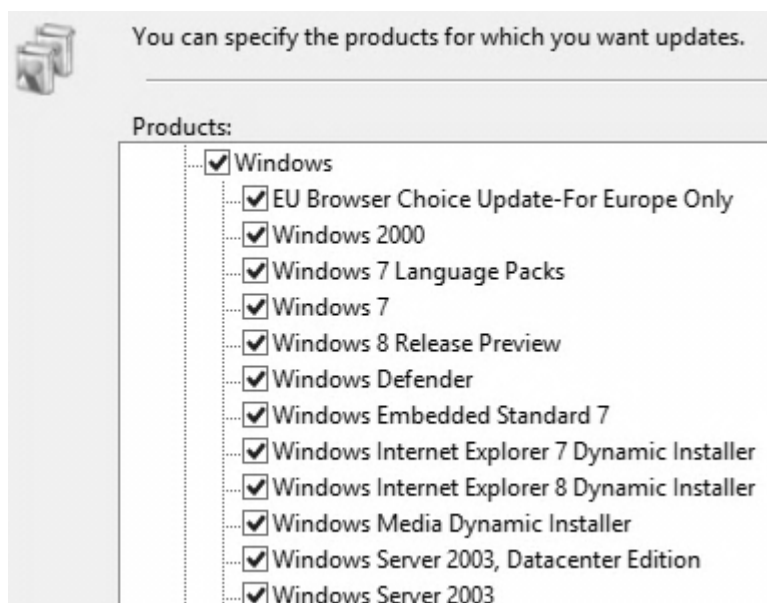 You can specify the products for which you want updates.
Products:
Windows
EU Browser Choice Update-For Europe Only
Windows 2000
Windows 7 Language Packs
Windows 7
Windows 8 Release Preview
Windows Defender
Windows Embedded Standard 7
Windows Internet Explorer 7 Dynamic Installer
Windows Internet Explorer 8 Dynamic Installer
Windows Media Dynamic Installer
Windows Server 2003, Datacenter Edition
Windows Server 2003